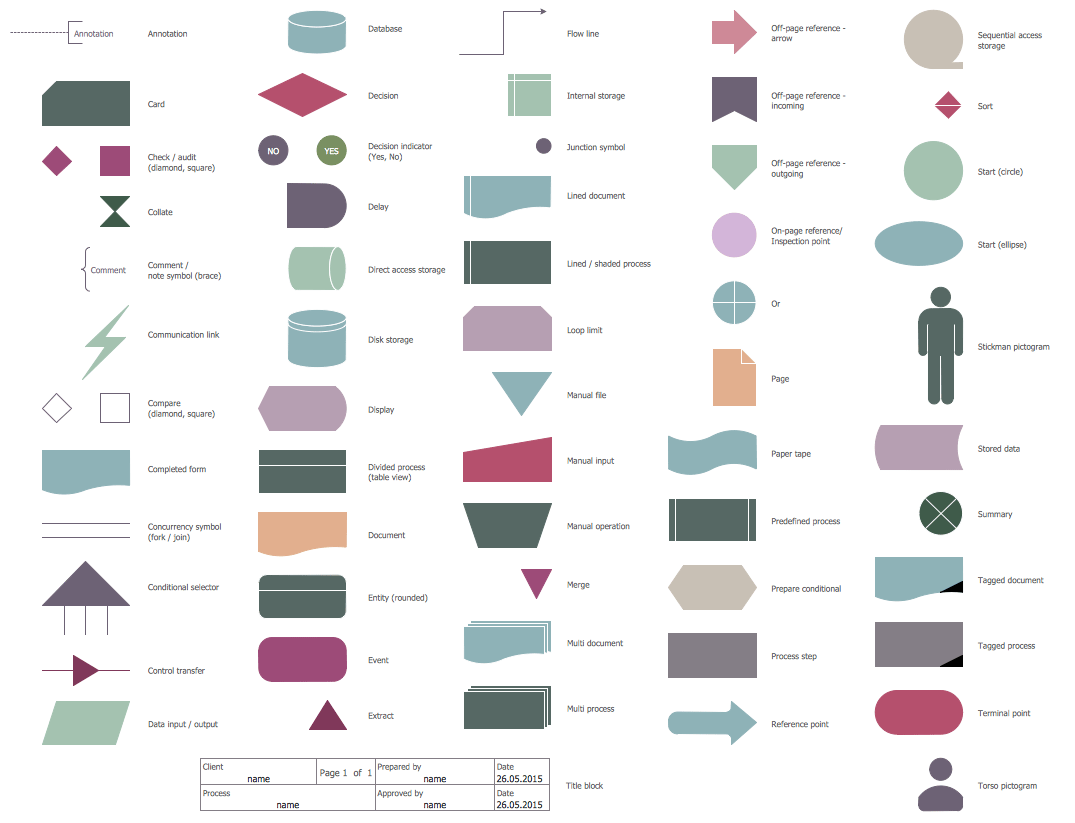 Annotation
Annotation
Card
Check / audit
(diamond, square)
Collate
Comment
Comment /
note symbol (brace)
Communication link
Compare
(diamond, square)
Completed form
Concurrency symbol
(fork / join)
Conditional selector
Control transfer
Data input / output
Database
Decision
NO
YES
Decision indicator
(Yes, No)
Delay
Direct access storage
Disk storage
Display
Divided process
(table view)
Document
Entity (rounded)
Event
Extract
Flow line
Internal storage
Junction symbol
Lined document
Lined / shaded process
Loop limit
Manual file
Manual input
Manual operation
Merge
Multi document
Multi process
Off-page reference -
arrow
Off-page reference -
incoming
Off-page reference -
outgoing
On-page reference/
Inspection point
Or
Page
Paper tape
Predefined process
Prepare conditional
Process step
Reference point
Sequential access
storage
Sort
Start (circle)
Start (ellipse)
Stickman pictogram
Stored data
Summary
Tagged document
Tagged process
Terminal point
Torso pictogram
Client
name
Page 1 of 1
Prepared by
name
Date
26.05.2015
Process
name
Approved by
name
Date
26.05.2015
Title block